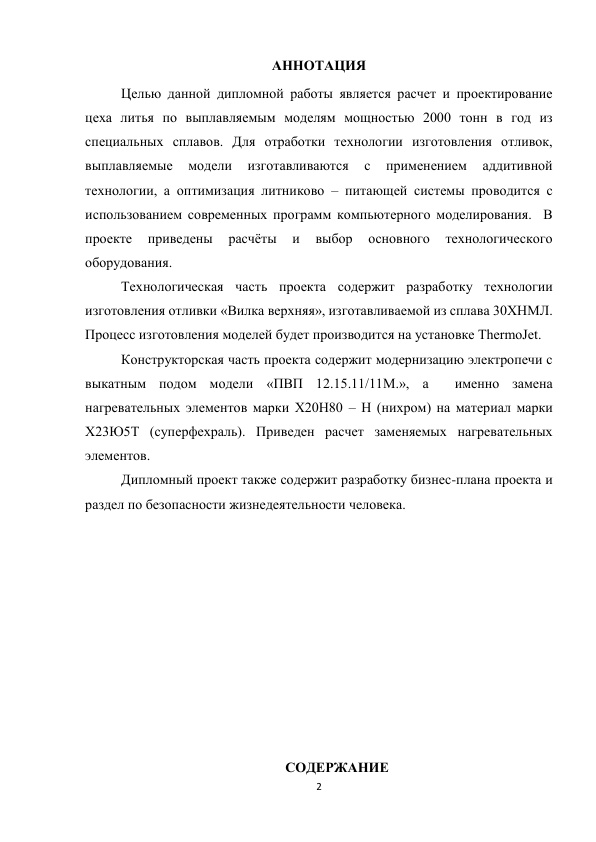 АННОТАЦИЯ
Целью данной дипломной работы является расчет и проектирование
цеха литья по выплавляемым моделям мощностью 2000 тонн в год из
специальных сплавов. Для отработки технологии изготовления отливок,
выплавляемые модели изготавливаются с применением аддитивной
технологии, а оптимизация литниково – питающей системы проводится с
использованием современных программ компьютерного моделирования. В
проекте приведены расчёты и выбор основного технологического
оборудования.
Технологическая часть проекта содержит разработку технологии
изготовления отливки «Вилка верхняя», изготавливаемой из сплава 30ХНМЛ.
Процесс изготовления моделей будет производится на установке ThermoJet.
Конструкторская часть проекта содержит модернизацию электропечи с
выкатным подом модели «ПВП 12.15.11/11М.», а именно замена
нагревательных элементов марки Х20Н80 – Н (нихром) на материал марки
Х23Ю5Т (суперфехраль). Приведен расчет заменяемых нагревательных
элементов.
Дипломный проект также содержит разработку бизнес-плана проекта и
раздел по безопасности жизнедеятельности человека.
СОДЕРЖАНИЕ
2